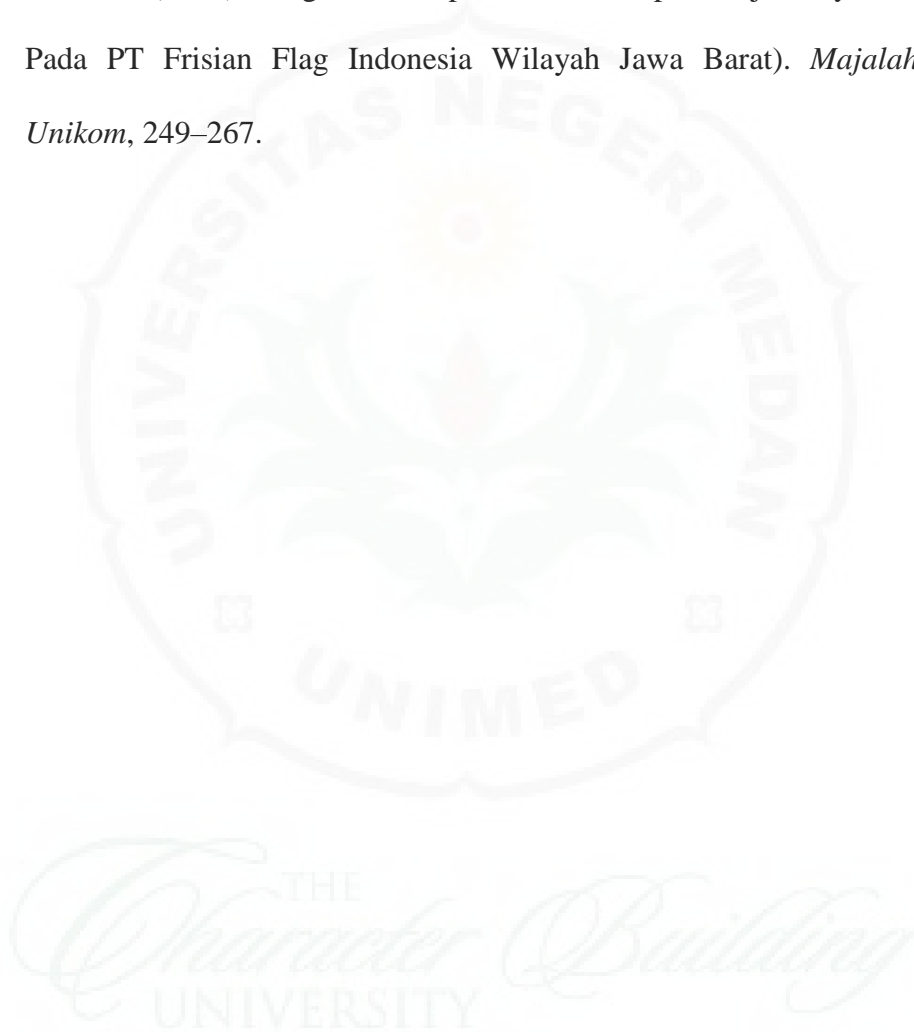 Pada PT Frisian Flag Indonesia Wilayah Jawa Barat). Majalah
Unikom, 249–267.
UNIVERSITAS NEGERI MEDAN
UNIMED
THE
Character Building
UNIVERSITY